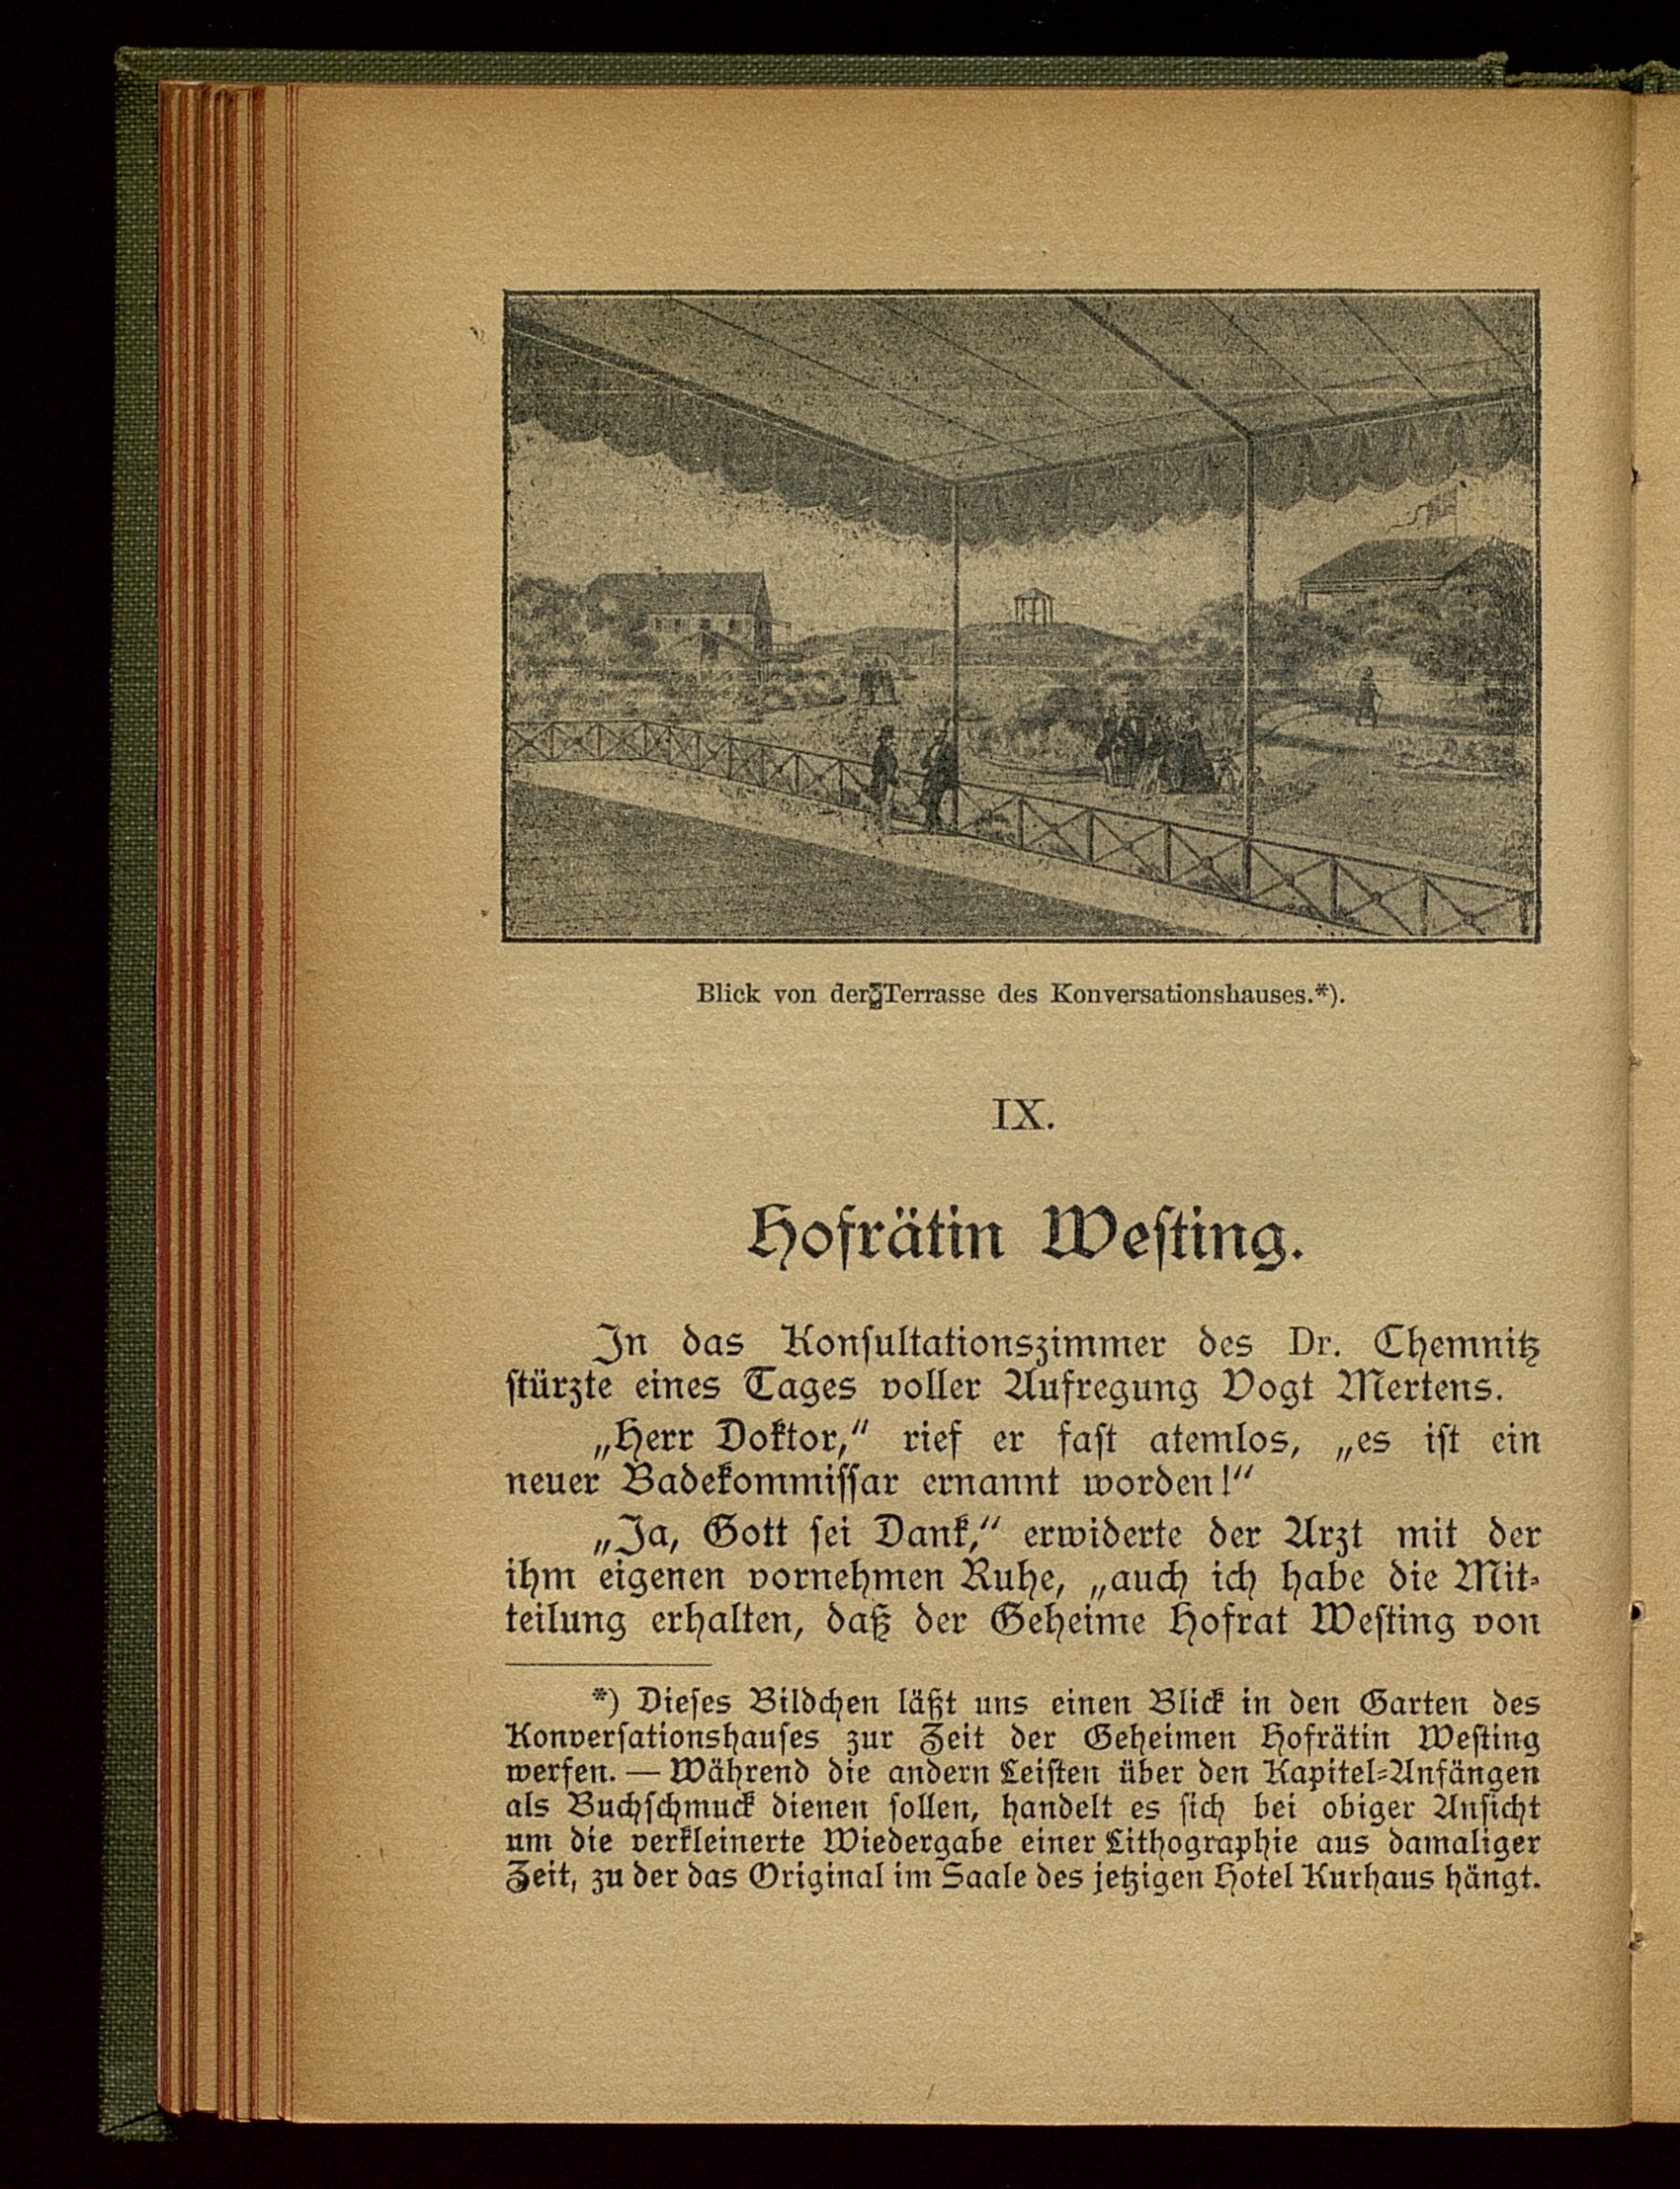 Blick von der Terrasse des Konversationshauses.*).
IX.
Hofrätin Westing.
In das Konsultationszimmer des Dr. Chemnitz
stürzte eines Tages voller Aufregung Vogt Mertens.
„Herr Doktor,“ rief er fast atemlos, „es ist ein
neuer Badekommissar ernannt worden!“
„Ja, Gott sei Dank,“ erwiderte der Arzt mit der
ihm eigenen vornehmen Ruhe, „auch ich habe die Mit-
teilung erhalten, daß der Geheime Hofrat Westing von
*) Dieses Bildchen läßt uns einen Blick in den Garten des
Konversationshauses zur Zeit der Geheimen Hofrätin Westing
werfen. — Während die andern Leisten über den Kapitel-Anfängen
als Buchschmuck dienen sollen, handelt es sich bei obiger Ansicht
um die verkleinerte Wiedergabe einer Lithographie aus damaliger
Zeit, zu der das Original im Saale des jetzigen Hotel Kurhaus hängt.